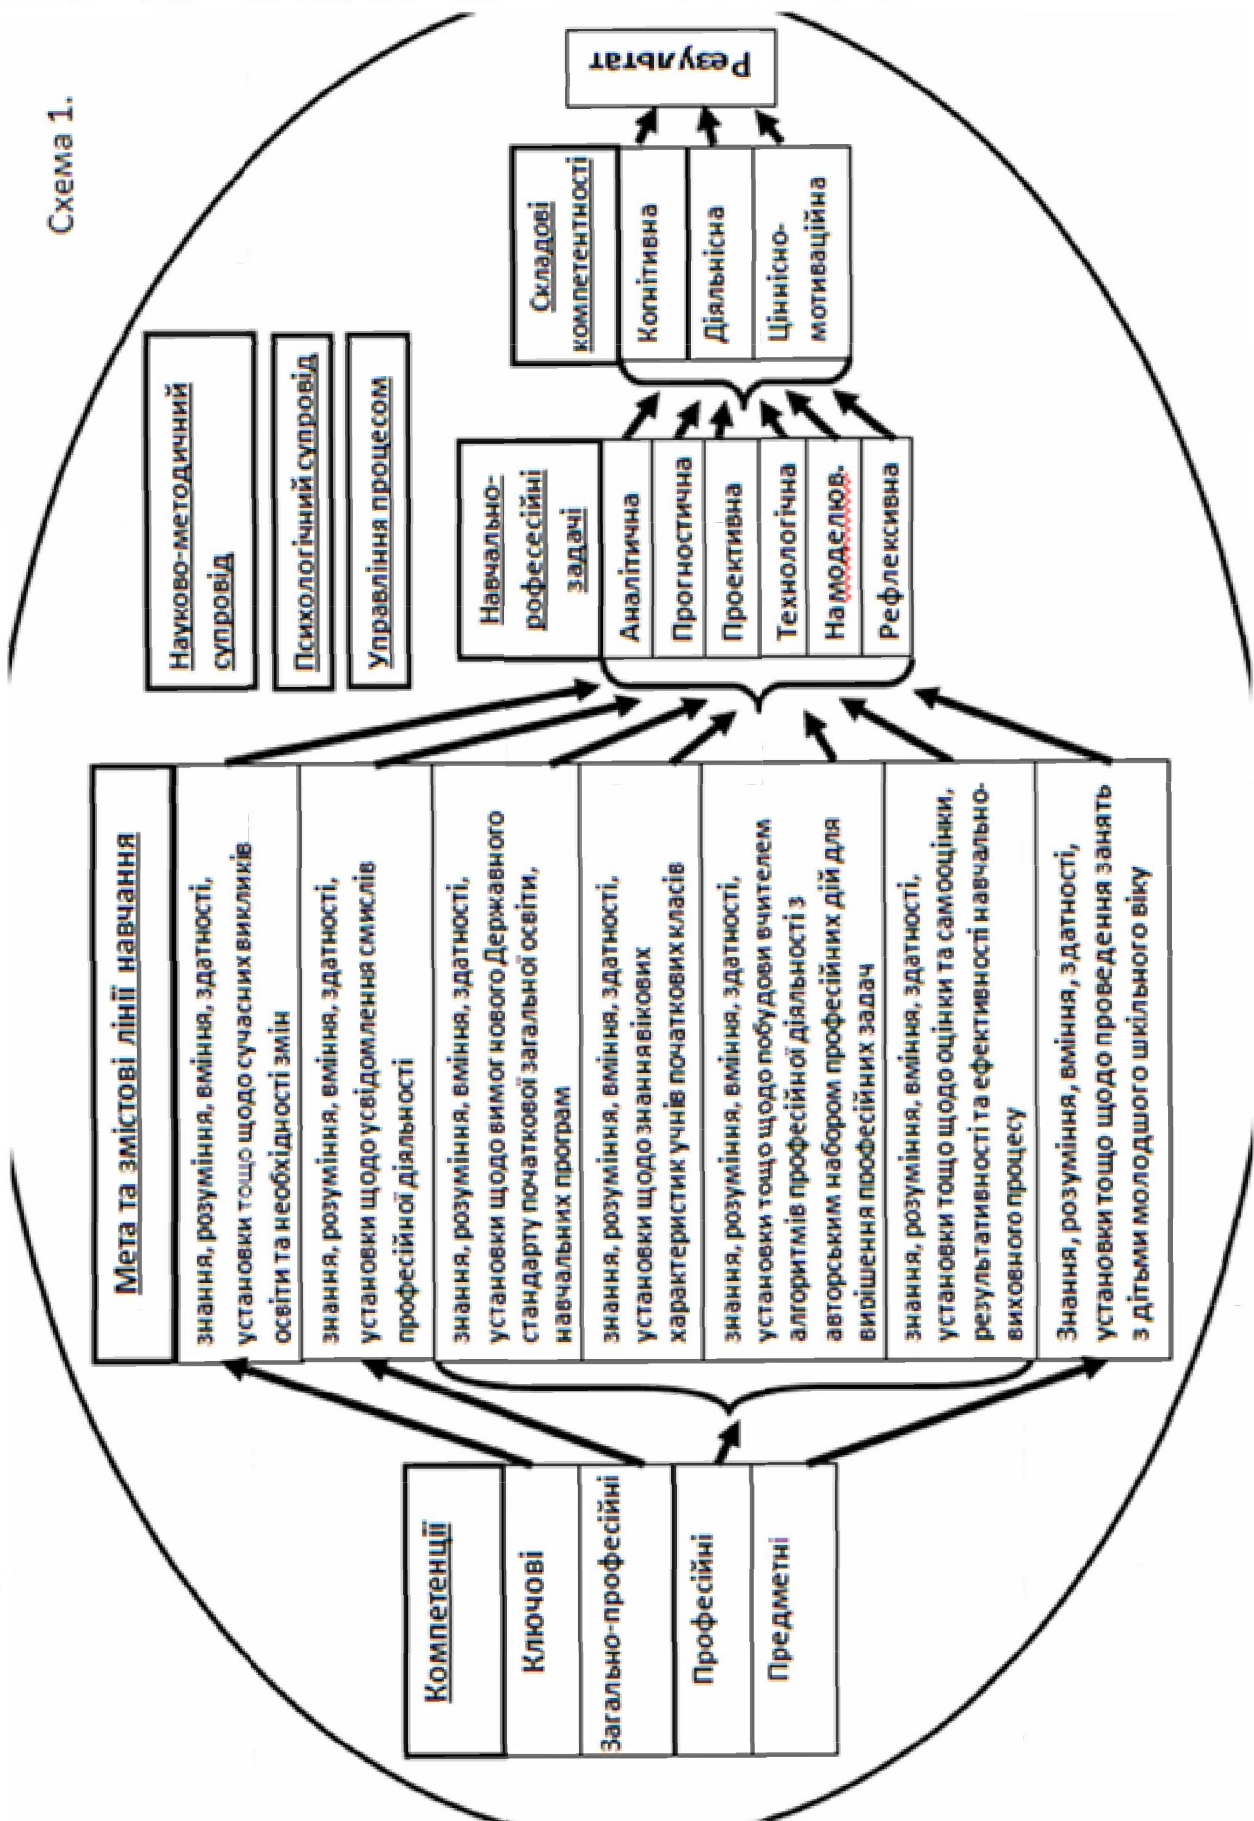 Схема 1.
Науково-методичний
супровід
Психологічний супровід
Управління процесом
Компетенції
Ключові
Загально-професійні
Професійні
Предметні
Мета та змістові лінії навчання
знання, розуміння, вміння, здатності,
установки тощо щодо сучасних викликів
освіти та необхідності змін
знання, розуміння, вміння, здатності,
установки щодо усвідомлення смислів
професійної діяльності
знання, розуміння, вміння, здатності,
установки щодо вимог нового Державного
стандарту початкової загальної освіти,
навчальних програм
знання, розуміння, вміння, здатності,
установки щодо знання вікових
характеристик учнів початкових класів
знання, розуміння, вміння, здатності,
установки тощо щодо побудови вчителем
алгоритмів професійної діяльності з
авторським набором професійних дій для
вирішення професійних задач
знання, розуміння, вміння, здатності,
установки тощо щодо оцінки та самооцінки,
результативності та ефективності навчально-
виховного процесу
Знання, розуміння, вміння, здатності,
установки тощо щодо проведення занять
з дітьми молодшого шкільного віку
Навчально-
рофесесійні
задачі
Аналітична
Прогностична
Проективна
Технологічна
На моделюв.
Рефлексивна
Складові
компетентності
Когнітивна
Діяльнісна
Ціннісно-
мотиваційна
Результат